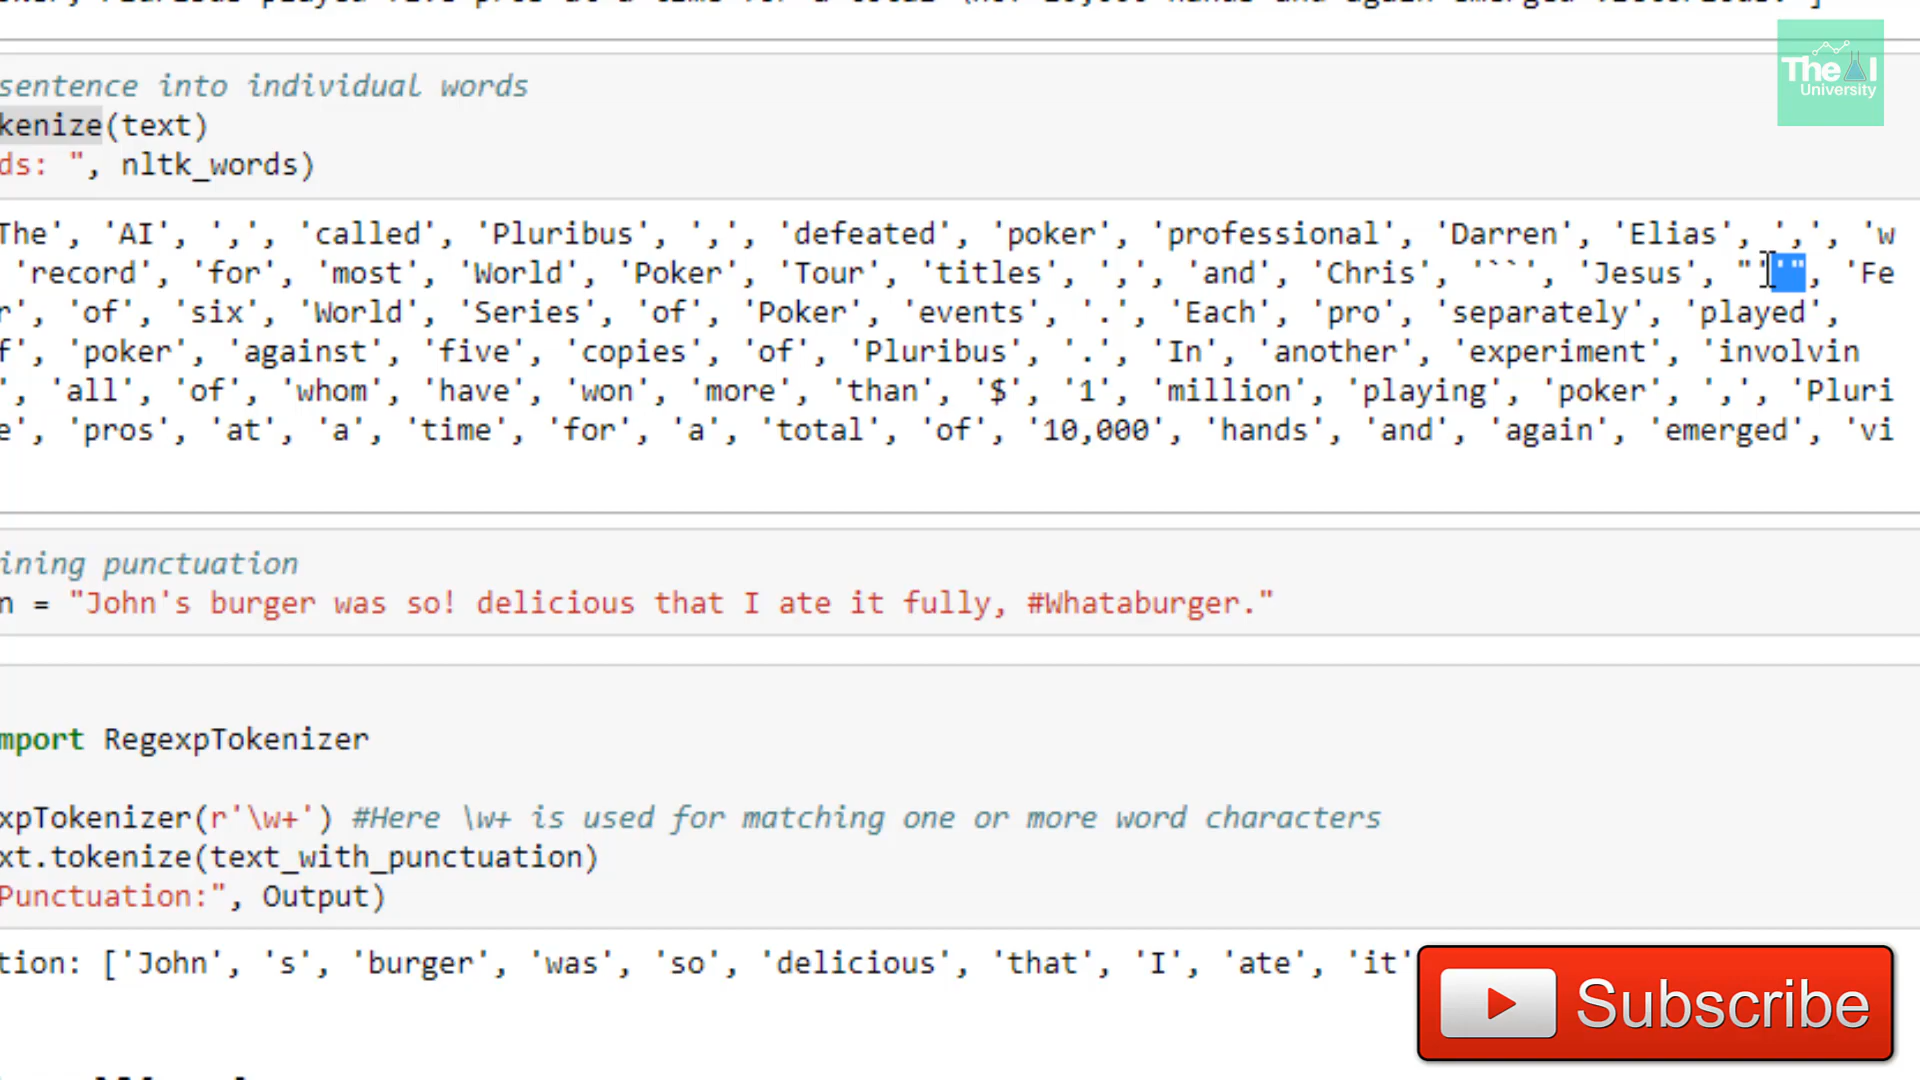 sentence into individual words
The AI
University
kenize(text)
ds: ", nltk_words)
The', 'AI', ',', 'called', 'Pluribus', ',', 'defeated', 'poker', 'professional', 'Darren', 'Elias', ',', 'w
'record', 'for', 'most', 'World', 'Poker', 'Tour', 'titles', ',', 'and', 'Chris', '``', 'Jesus', "''", 'Fe
r', 'of', 'six', 'World', 'Series', 'of', 'Poker', 'events', '.', 'Each', 'pro', 'separately', 'played',
f', 'poker', 'against', 'five', 'copies', 'of', 'Pluribus', '.', 'In', 'another', 'experiment', 'involvin
', 'all', 'of', 'whom', 'have', 'won', 'more', 'than', '$', '1', 'million', 'playing', 'poker', ',', 'Pluri
e', 'pros', 'at', 'a', 'time', 'for', 'a', 'total', 'of', '10,000', 'hands', 'and', 'again', 'emerged', 'vi
ining punctuation
n = "John's burger was so! delicious that I ate it fully, #Whataburger."
mport RegexpTokenizer
xpTokenizer(r'\w+') #Here \w+ is used for matching one or more word characters
xt.tokenize(text_with_punctuation)
Punctuation:", Output)
tion: ['John', 's', 'burger', 'was', 'so', 'delicious', 'that', 'I', 'ate', 'it'
Subscribe